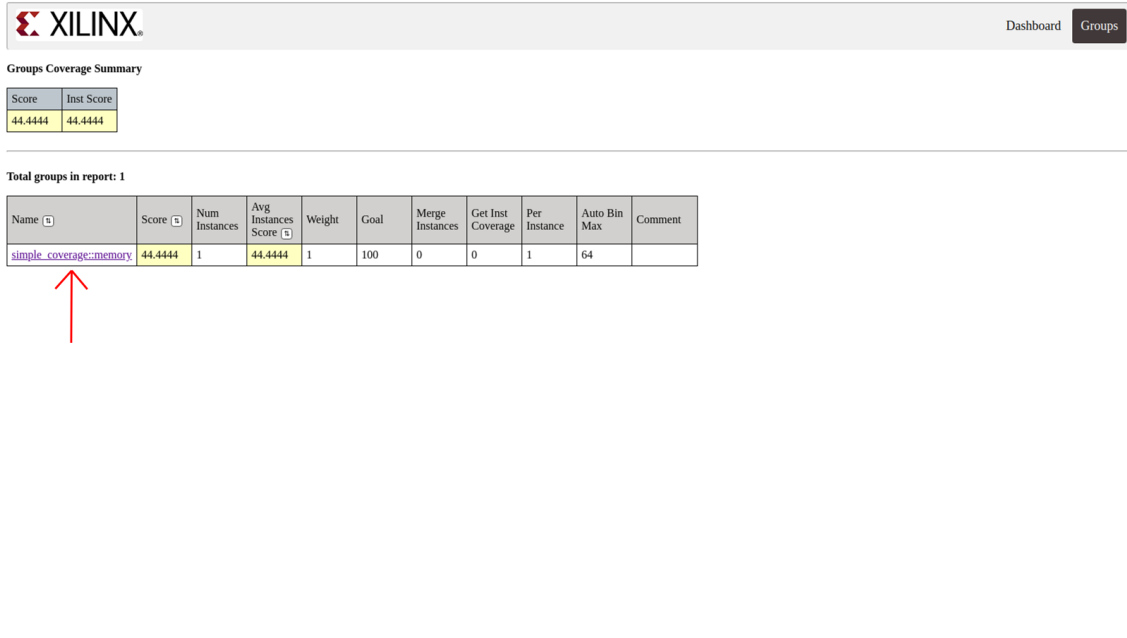 XILINX®
Dashboard
Groups
Groups Coverage Summary
Score Inst Score
44.4444 44.4444
Total groups in report: 1
Name Score Num Instances Avg Instances Score Weight Goal Merge Instances Get Inst Coverage Per Instance Auto Bin Max Comment
simple_coverage::memory 44.4444 1 44.4444 1 100 0 0 1 64